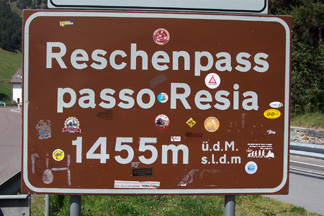 Reschenpass
passo Resia
1455m ü.d.M.
s.l.d.m